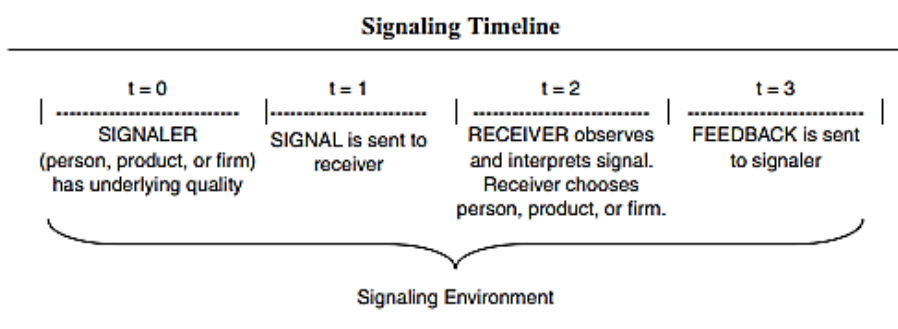 Signaling Timeline
t = 0
t = 1
t = 2
t = 3
SIGNALER
(person, product, or firm)
has underlying quality
SIGNAL is sent to
receiver
RECEIVER observes
and interprets signal.
Receiver chooses
person, product, or firm.
FEEDBACK is sent
to signaler
Signaling Environment